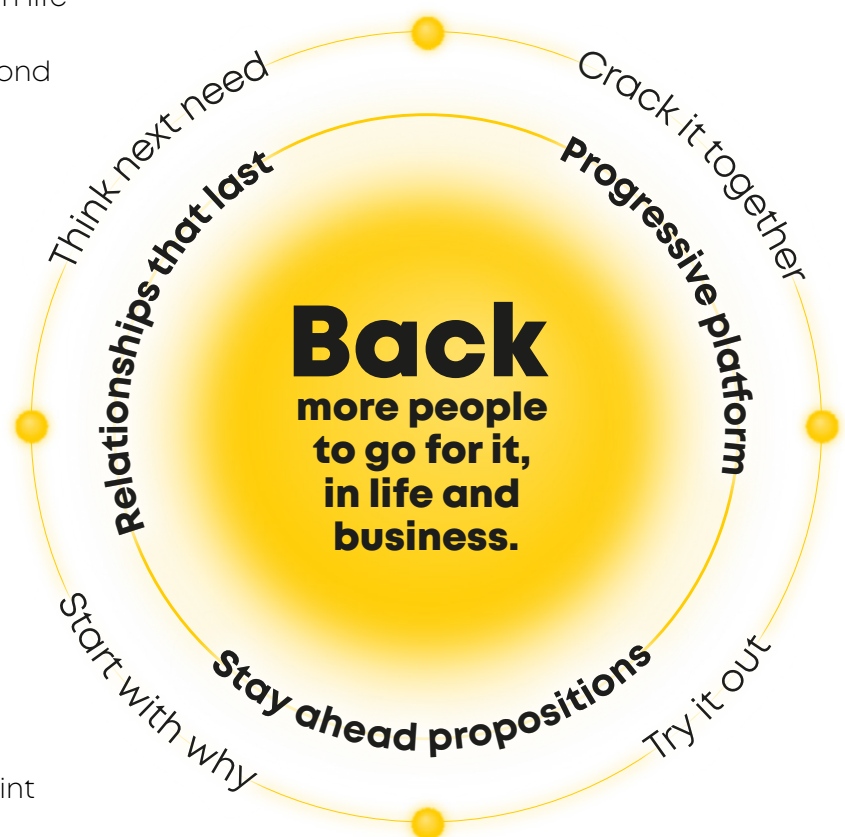 Think next need
Crack it together
Relationships that last
Progressive platform
Back
more people
to go for it,
in life and
business.
Stay ahead propositions
Start with why
Try it out